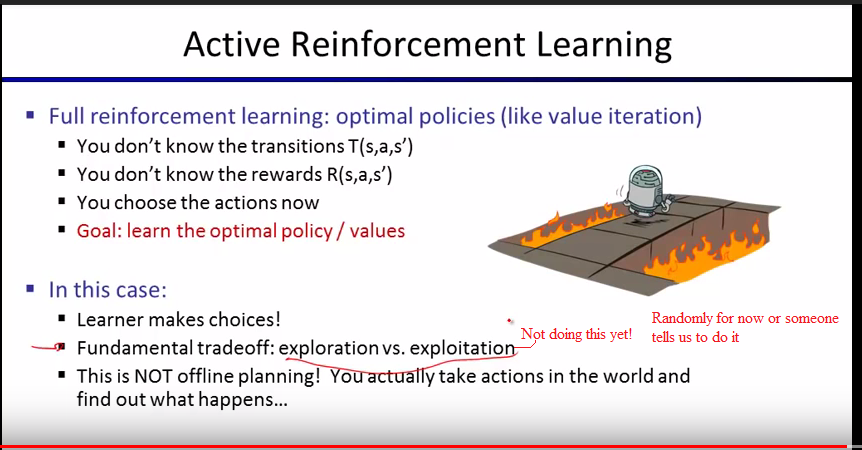 Active Reinforcement Learning
Full reinforcement learning: optimal policies (like value iteration)
You don’t know the transitions T(s,a,s’)
You don’t know the rewards R(s,a,s’)
You choose the actions now
Goal: learn the optimal policy / values
In this case:
Learner makes choices!
Fundamental tradeoff: exploration vs. exploitation
Not doing this yet!
Randomly for now or someone
tells us to do it
This is NOT offline planning!  You actually take actions in the world and
find out what happens…